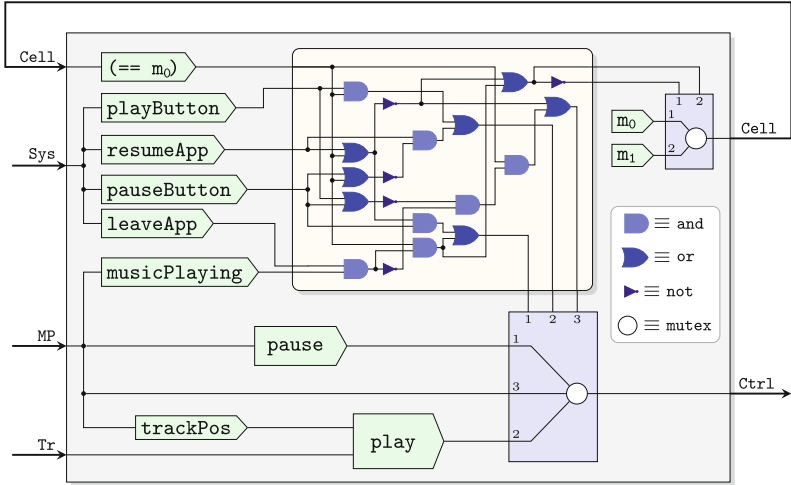 Cell
(== m₀)
playButton
Sys
resumeApp
pauseButton
leaveApp
musicPlaying
1 2
m₀
1
Cell
m₁
2
≡ and
≡ or
≡ not
≡ mutex
1 2 3
MP
pause
1
3
Ctrl
trackPos
play
2
Tr